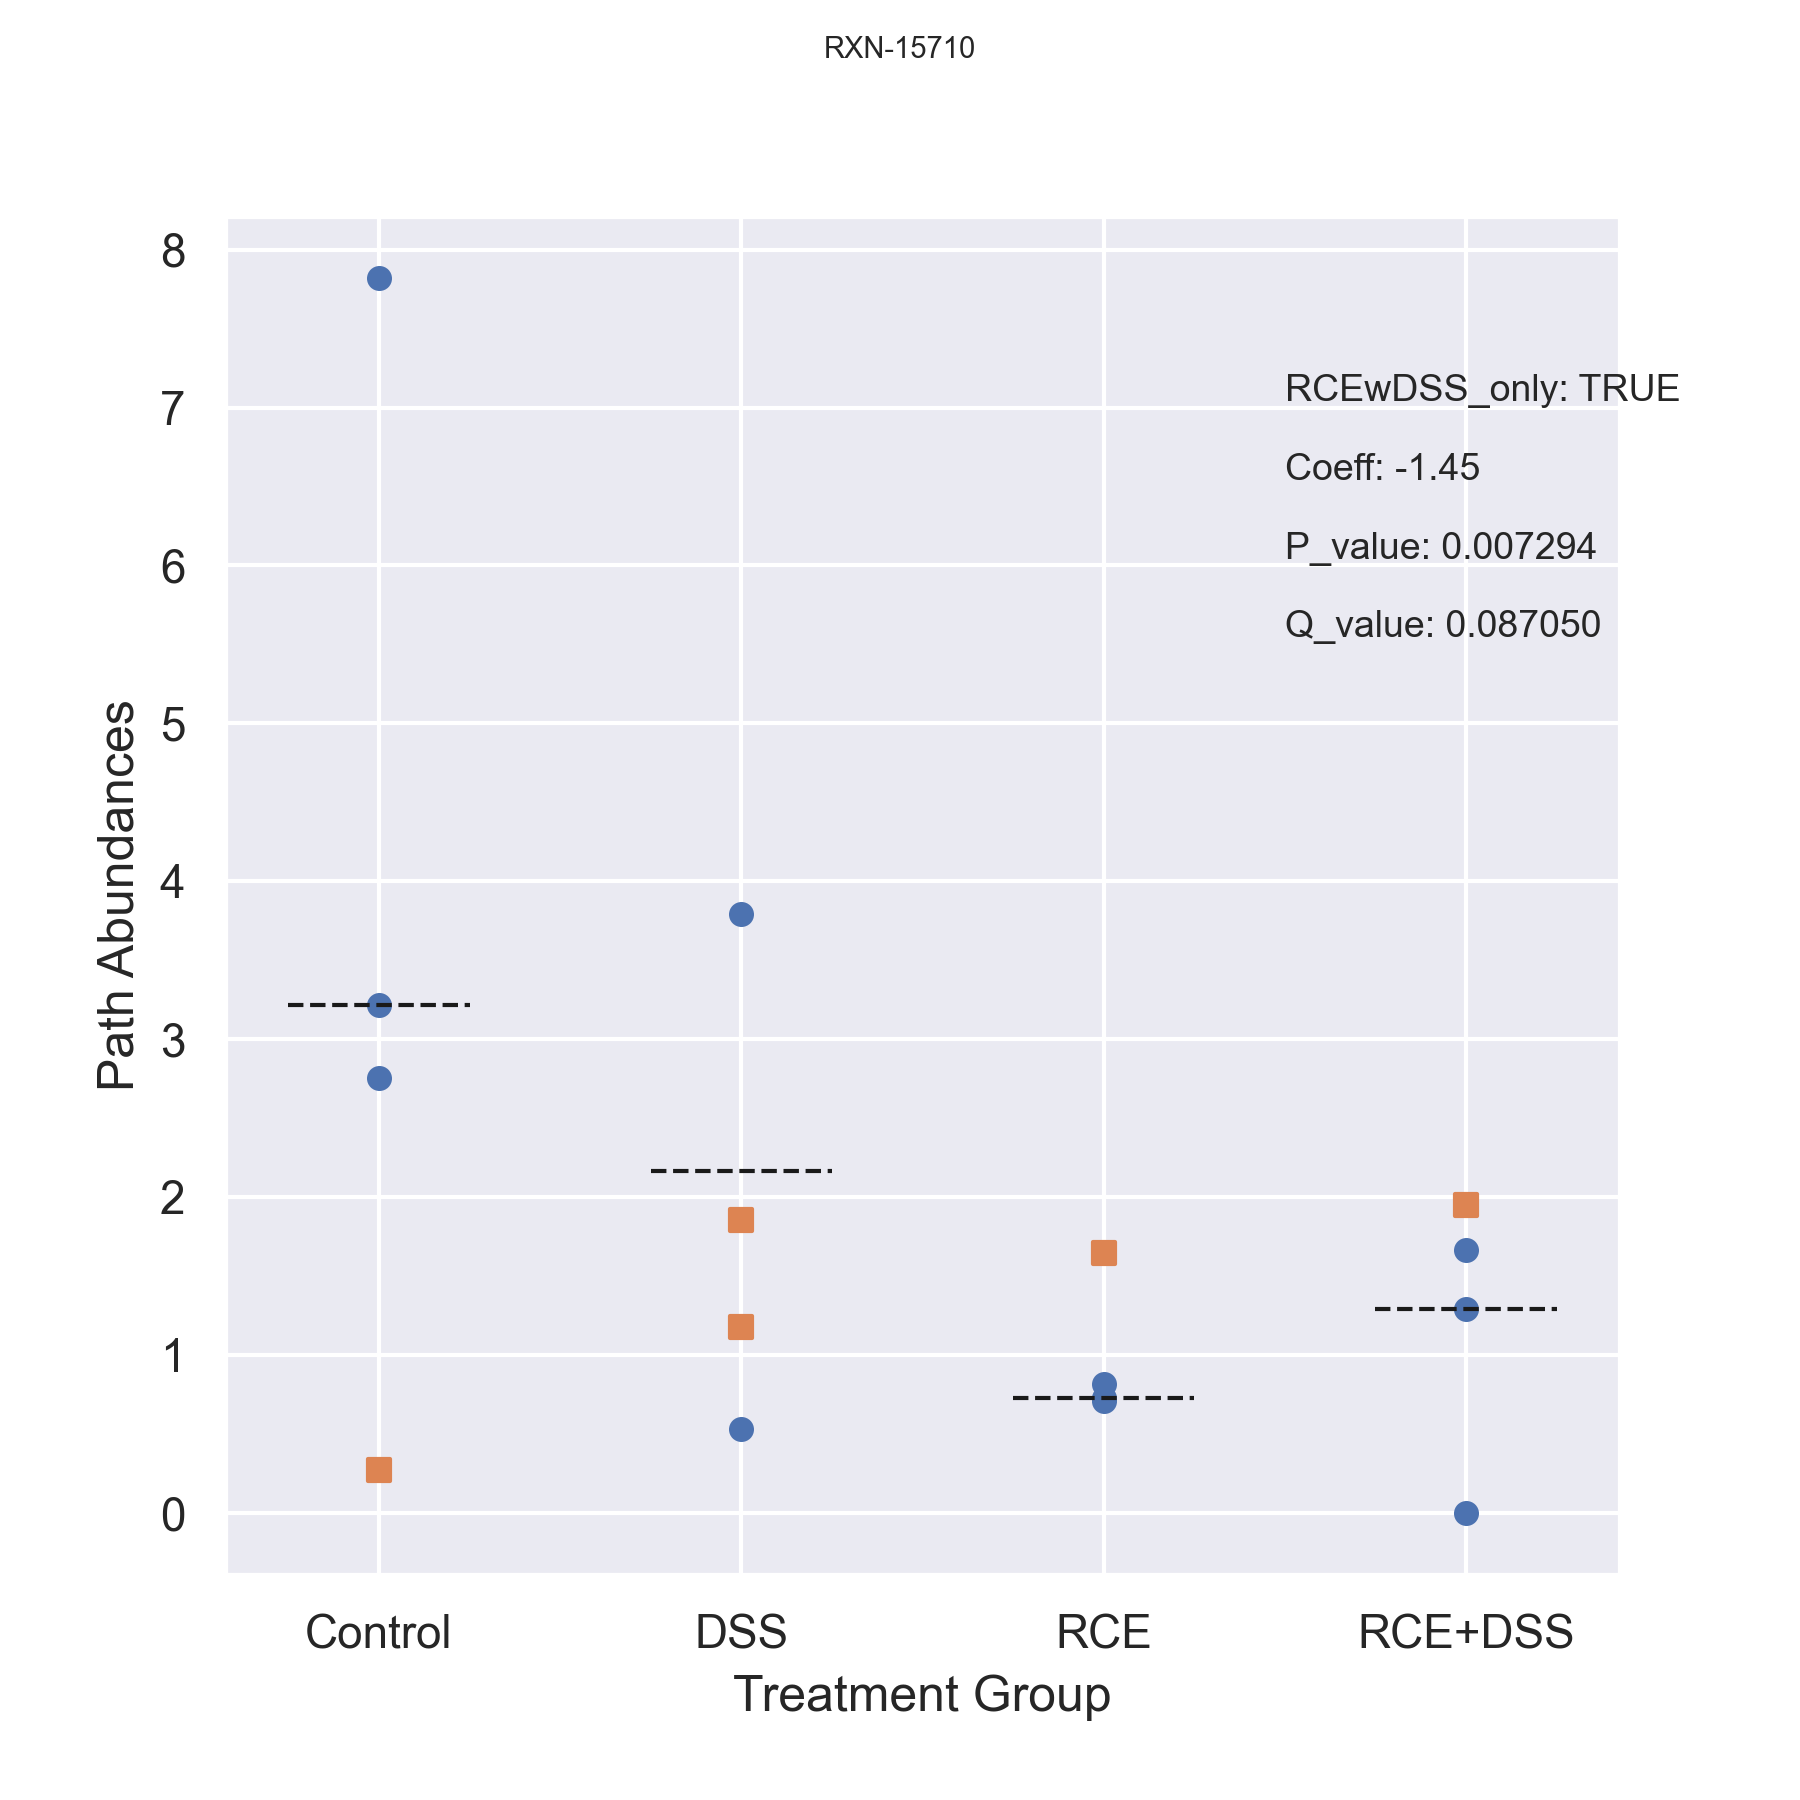 RXN-15710
8
7
6
5
4
3
2
1
0
Path Abundances
RCEwDSS_only: TRUE
Coeff: -1.45
P_value: 0.007294
Q_value: 0.087050
Control DSS RCE RCE+DSS
Treatment Group